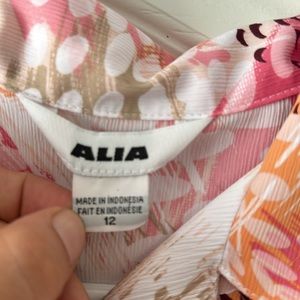 ALIA
MADE IN INDONESIA
FAIT EN INDONÉSIE
12